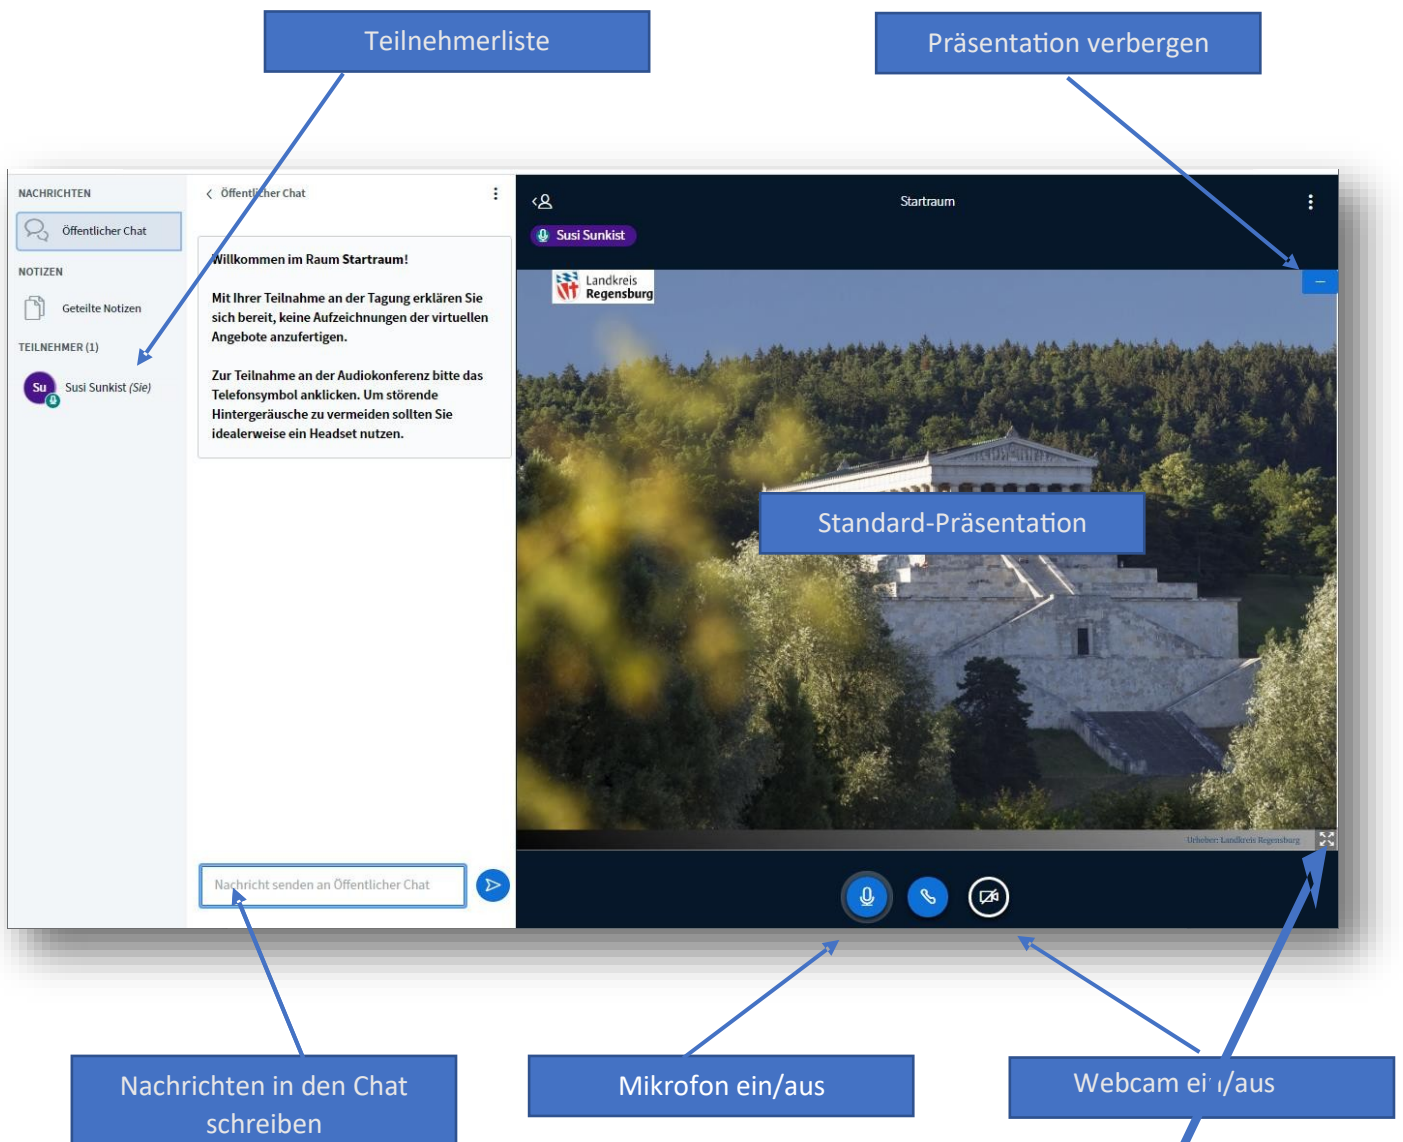 Teilnehmerliste
Präsentation verbergen
NACHRICHTEN
Öffentlicher Chat
NOTIZEN
Geteilte Notizen
TEILNEHMER (1)
Su
Susi Sunkist (Sie)
Öffentlicher Chat
Willkommen im Raum Startraum!
Mit Ihrer Teilnahme an der Tagung erklären Sie
sich bereit, keine Aufzeichnungen der virtuellen
Angebote anzufertigen.
Zur Teilnahme an der Audiokonferenz bitte das
Telefonsymbol anklicken. Um störende
Hintergeräusche zu vermeiden sollten Sie
idealerweise ein Headset nutzen.
Nachricht senden an Öffentlicher Chat
Startraum
Susi Sunkist
Landkreis
Regensburg
Standard-Präsentation
Urheber: Landkreis Regensburg
Nachrichten in den Chat
schreiben
Mikrofon ein/aus
Webcam ein/aus